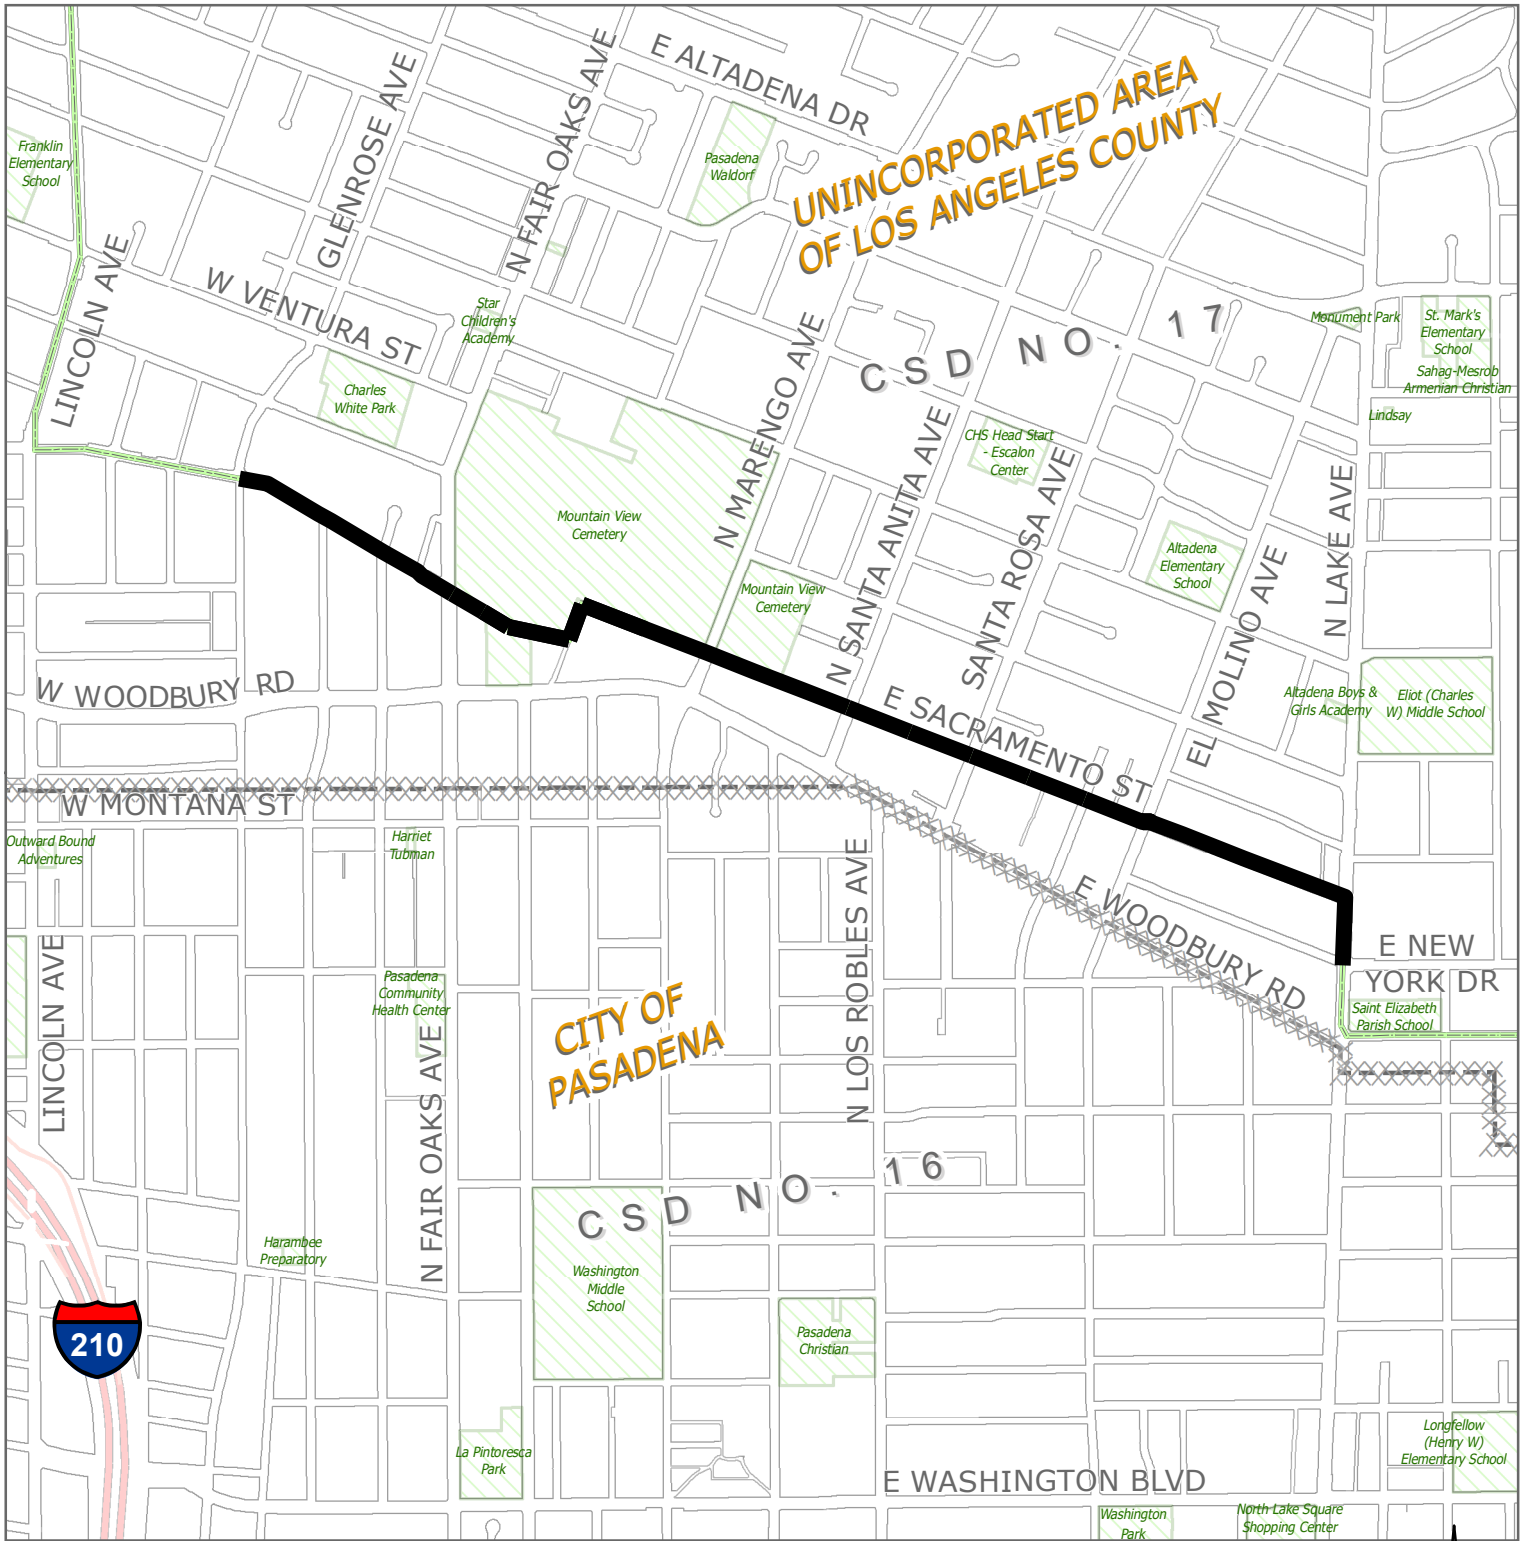 E ALTADENA DR
UNINCORPORATED AREA
OF LOS ANGELES COUNTY
GLENROSE AVE
N FAIR OAKS AVE
Franklin
Elementary
School
Pasadena
Waldorf
LINCOLN AVE
W VENTURA ST
Star
Children's
Academy
CSD NO. 17
Monument Park
St. Mark's
Elementary
School
Sahag-Mesrob
Armenian Christian
Lindsay
Charles
White Park
N MARENGO AVE
N SANTA ANITA AVE
CHS Head Start
- Escalon
Center
SANTA ROSA AVE
N LAKE AVE
Mountain View
Cemetery
Altadena
Elementary
School
EL MOLINO AVE
Mountain View
Cemetery
W WOODBURY RD
E SACRAMENTO ST
Altadena Boys &
Girls Academy
Eliot (Charles
W) Middle School
W MONTANA ST
Outward Bound
Adventures
Harriet
Tubman
N LOS ROBLES AVE
E WOODBURY RD
E NEW
YORK DR
LINCOLN AVE
Pasadena
Community
Health Center
Saint Elizabeth
Parish School
CITY OF
PASADENA
N FAIR OAKS AVE
CSD NO. 16
Harambee
Preparatory
Washington
Middle
School
210
Pasadena
Christian
La Pintoresca
Park
Longfellow
(Henry W)
Elementary School
E WASHINGTON BLVD
Washington
Park
North Lake Square
Shopping Center